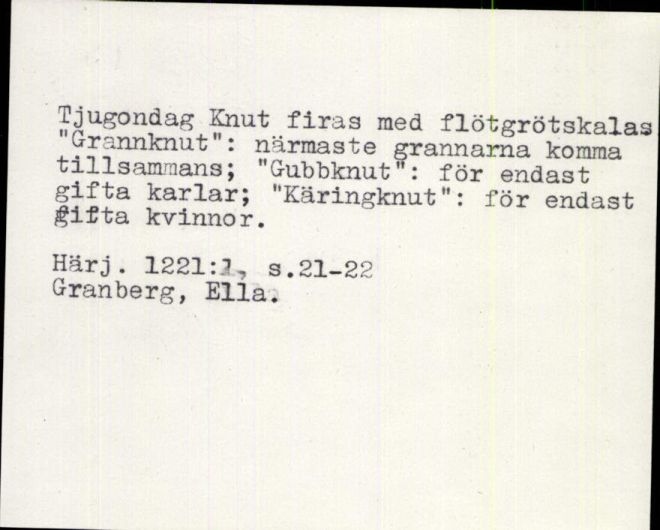 Tjugondag Knut firas med flötgrötskalas
"Grannknut": närmaste grannarna komma
tillsammans; "Gubbknut": för endast
gifta karlar; "Käringknut": för endast
gifta kvinnor.
Härj. 1221:1, s.21-22
Granberg, Ella.